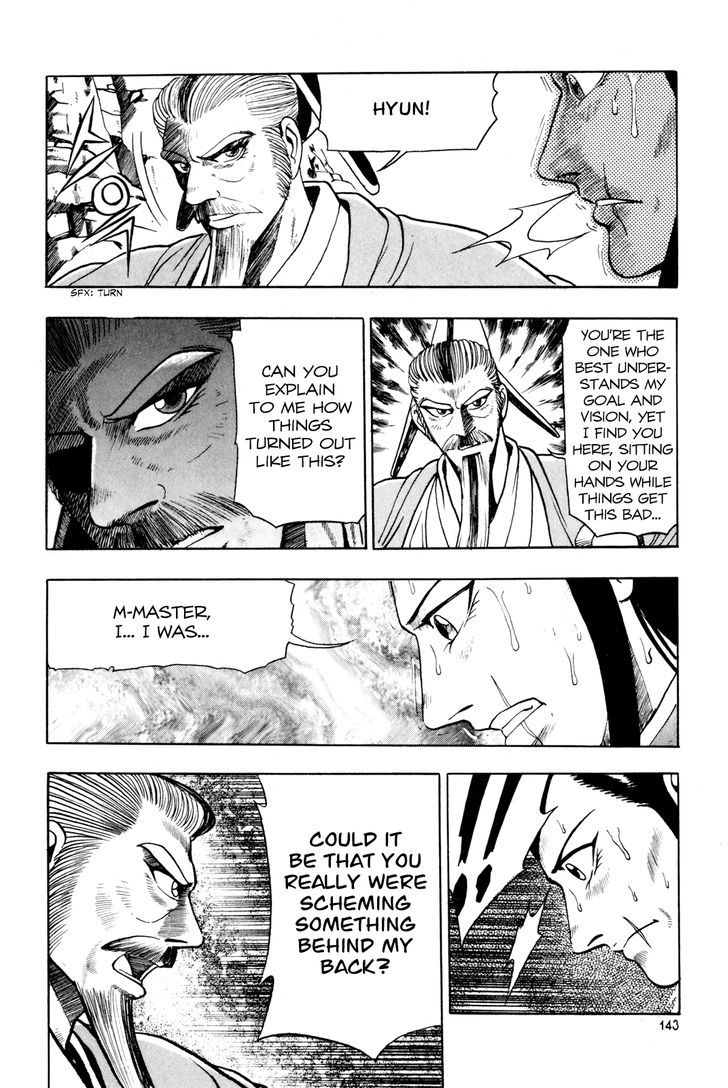 HYUN!
SFX: TURN
YOU'RE THE
ONE WHO
BEST UNDER-
STANDS MY
GOAL AND
VISION, YET
I FIND YOU
HERE, SITTING
ON YOUR
HANDS WHILE
THINGS GET
THIS BAD...
CAN YOU
EXPLAIN
TO ME HOW
THINGS
TURNED OUT
LIKE THIS?
M-MASTER,
I... I WAS...
COULD IT
BE THAT YOU
REALLY WERE
SCHEMING
SOMETHING
BEHIND MY
BACK?
143